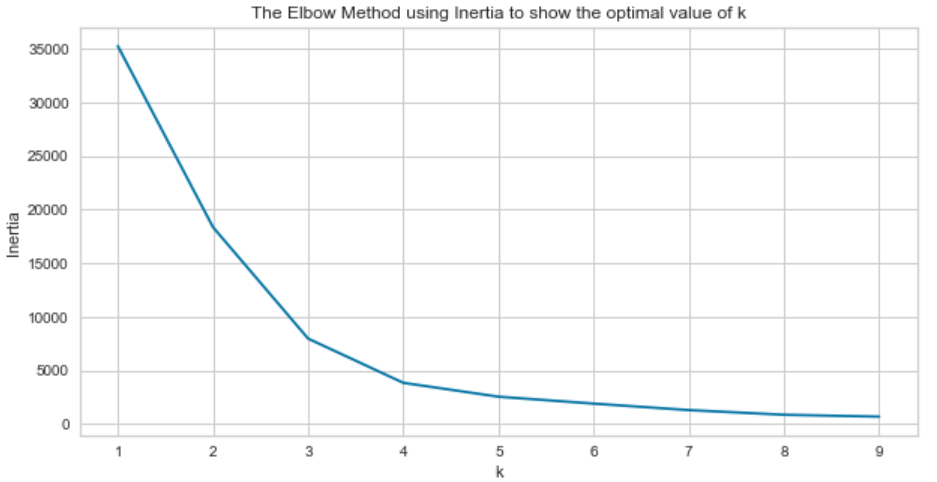 The Elbow Method using Inertia to show the optimal value of k
35000
30000
25000
20000
15000
10000
5000
0
Inertia
1 2 3 4 5 6 7 8 9
k